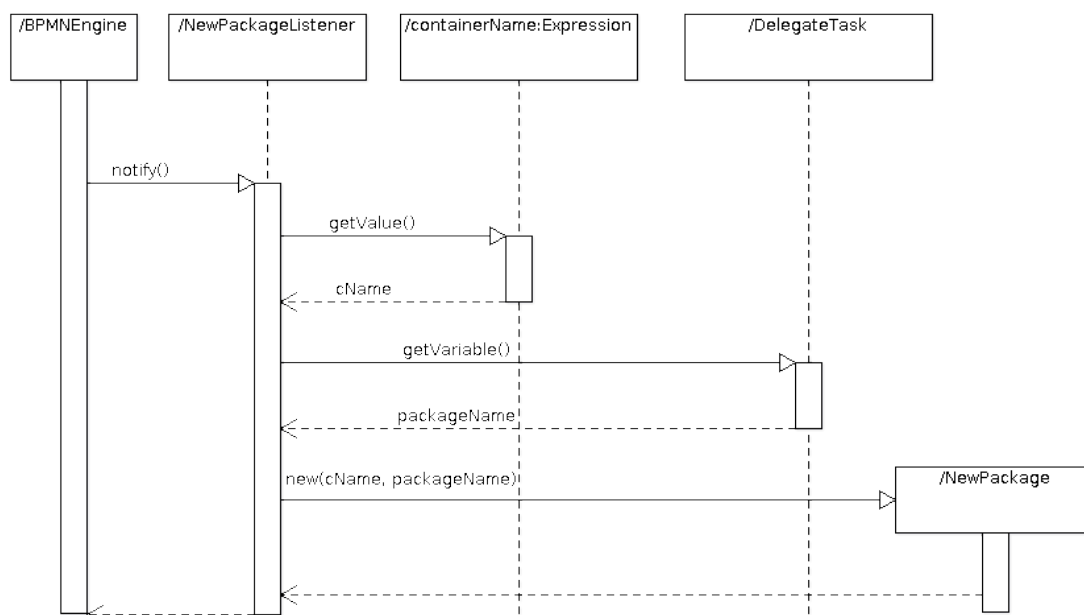 /BPMNEngine
/NewPackageListener
/containerName:Expression
/DelegateTask
notify()
getValue()
cName
getVariable()
packageName
new(cName, packageName)
/NewPackage